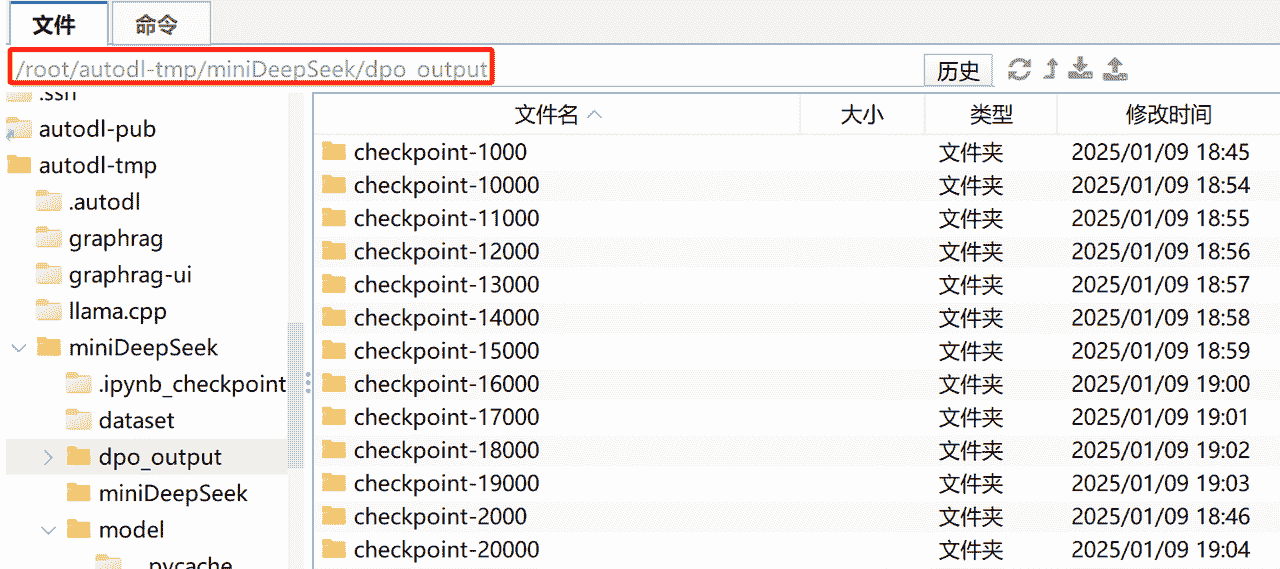 文件 命令
/root/autodl-tmp/miniDeepSeek/dpo_output
历史
.ssh
autodl-pub
autodl-tmp
.autodl
graphrag
graphrag-ui
llama.cpp
miniDeepSeek
.ipynb_checkpoint
dataset
dpo_output
miniDeepSeek
model
__pycache__
文件名 大小 类型 修改时间
checkpoint-1000 文件夹 2025/01/09 18:45
checkpoint-10000 文件夹 2025/01/09 18:54
checkpoint-11000 文件夹 2025/01/09 18:55
checkpoint-12000 文件夹 2025/01/09 18:56
checkpoint-13000 文件夹 2025/01/09 18:57
checkpoint-14000 文件夹 2025/01/09 18:58
checkpoint-15000 文件夹 2025/01/09 18:59
checkpoint-16000 文件夹 2025/01/09 19:00
checkpoint-17000 文件夹 2025/01/09 19:01
checkpoint-18000 文件夹 2025/01/09 19:02
checkpoint-19000 文件夹 2025/01/09 19:03
checkpoint-2000 文件夹 2025/01/09 18:46
checkpoint-20000 文件夹 2025/01/09 19:04